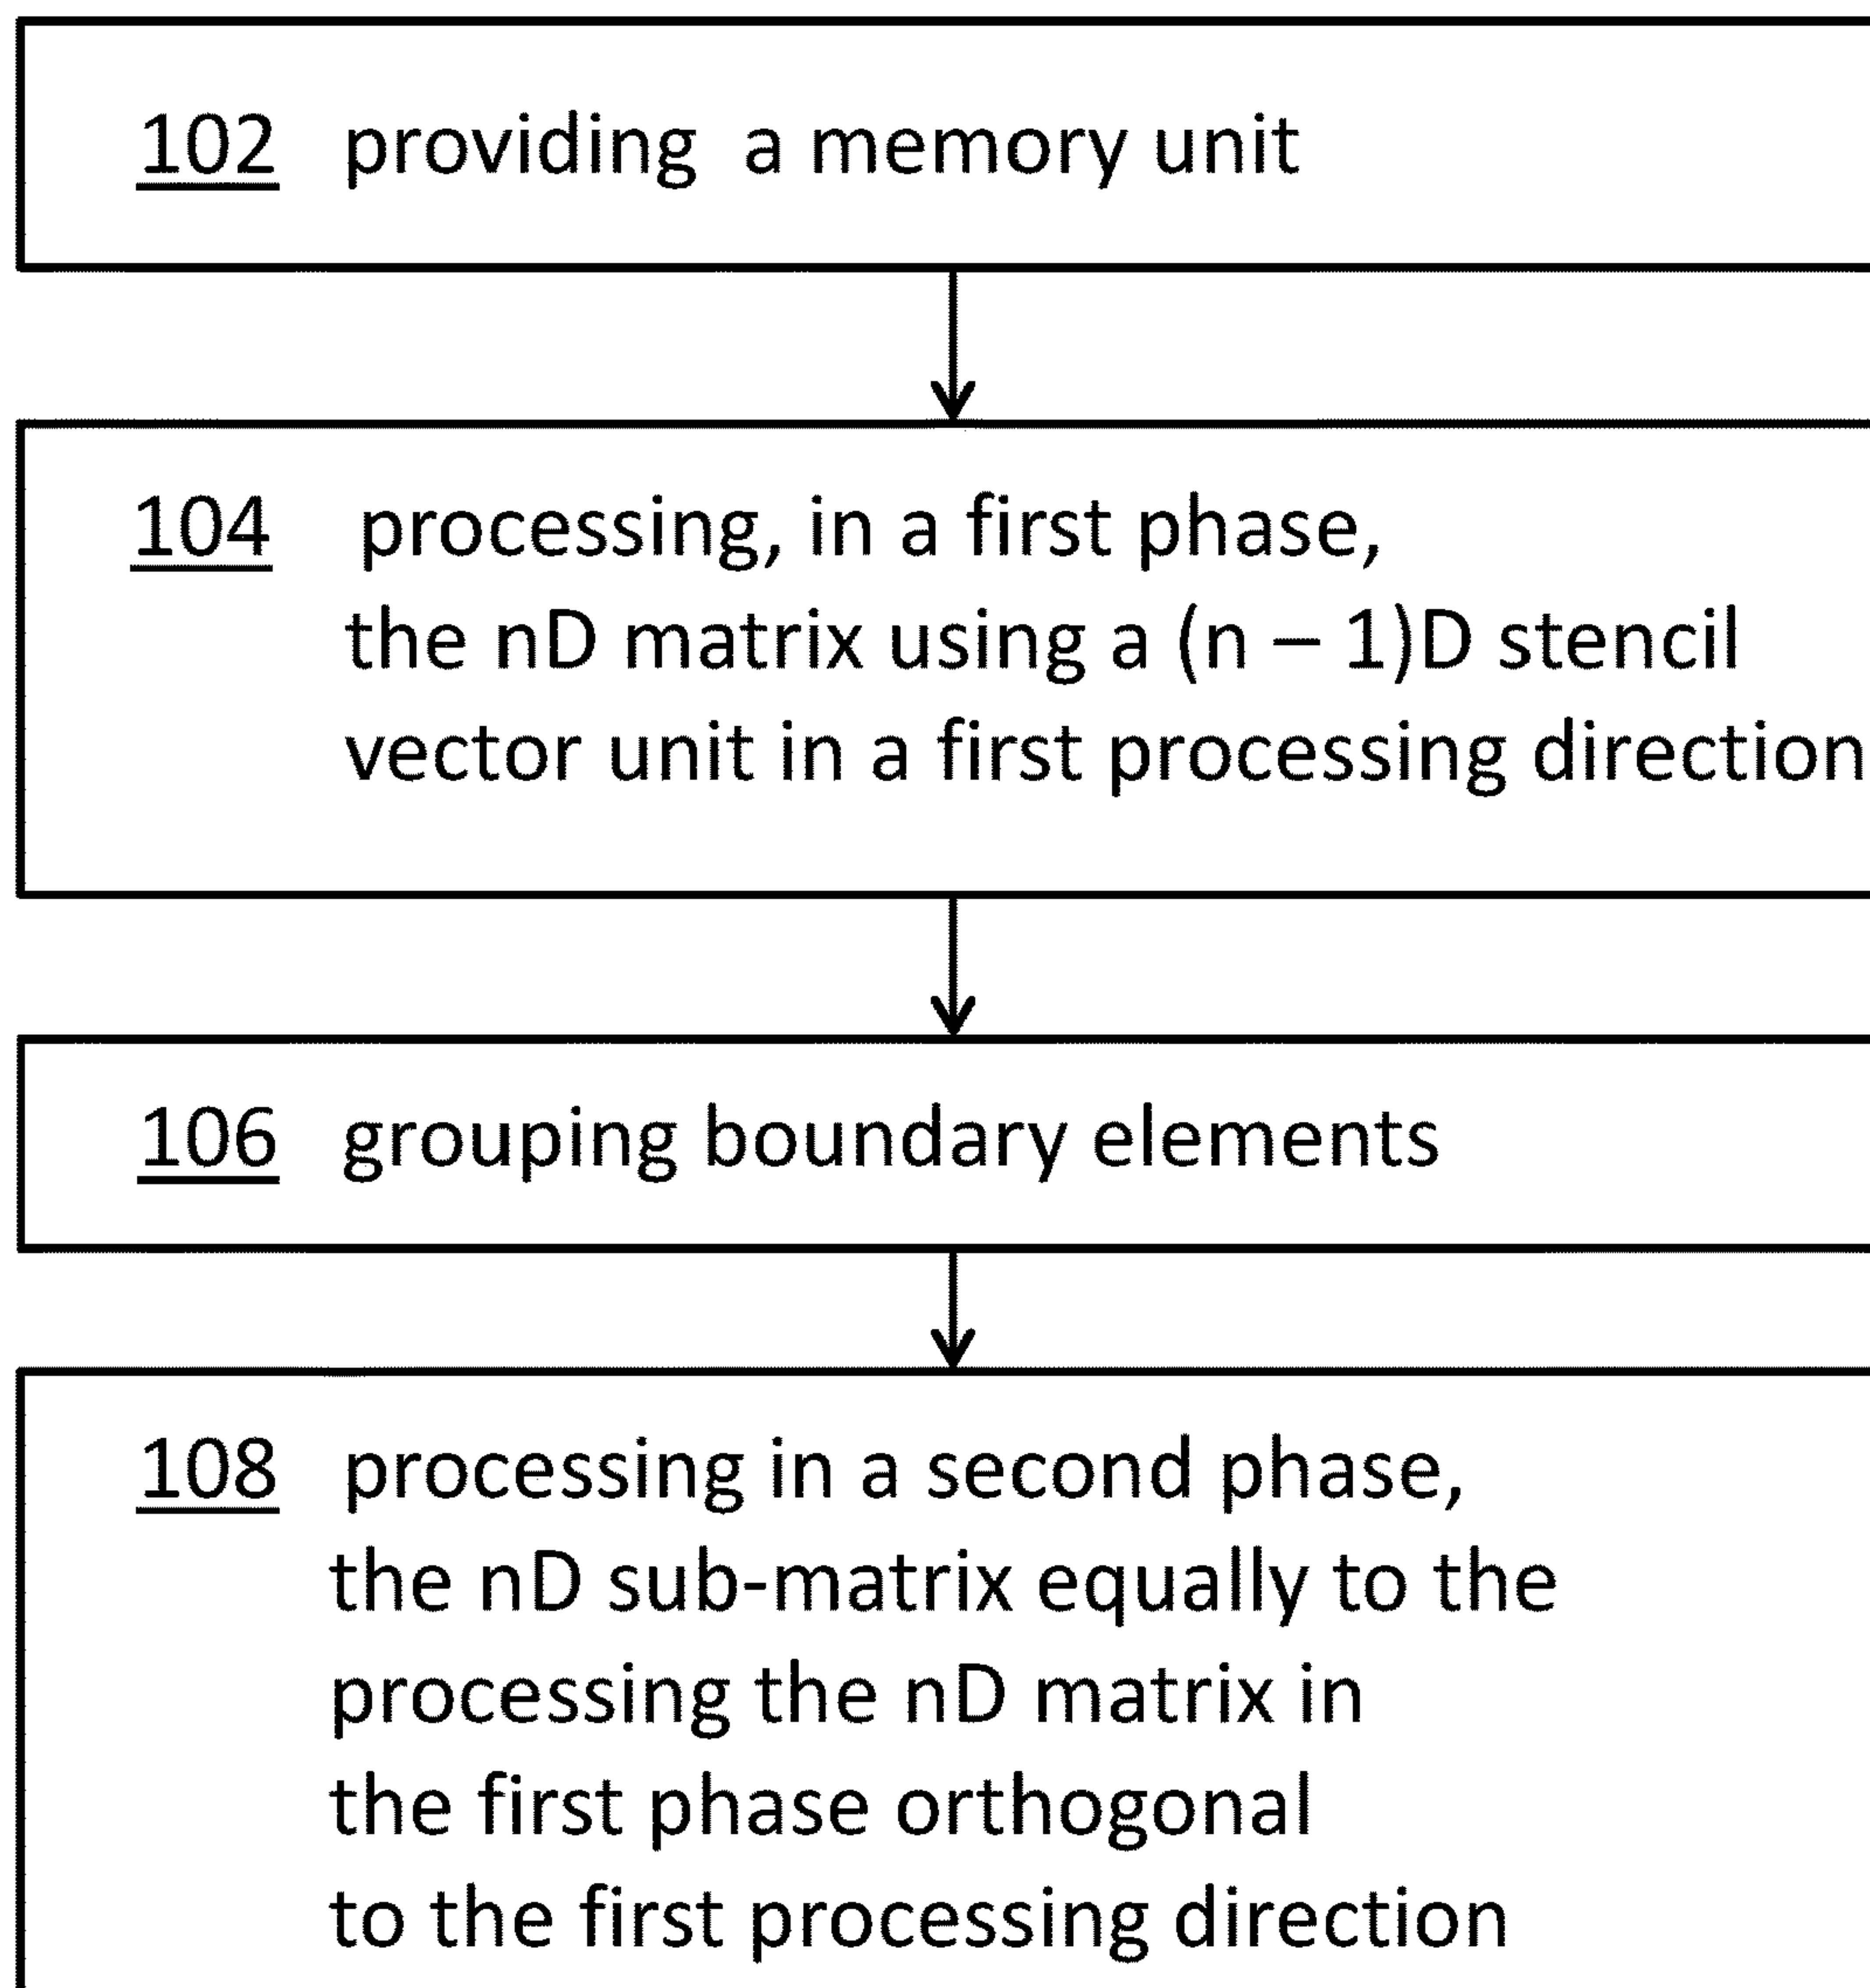 102 providing a memory unit
104 processing, in a first phase,
the nD matrix using a (n – 1)D stencil
vector unit in a first processing direction
106 grouping boundary elements
108 processing in a second phase,
the nD sub-matrix equally to the
processing the nD matrix in
the first phase orthogonal
to the first processing direction